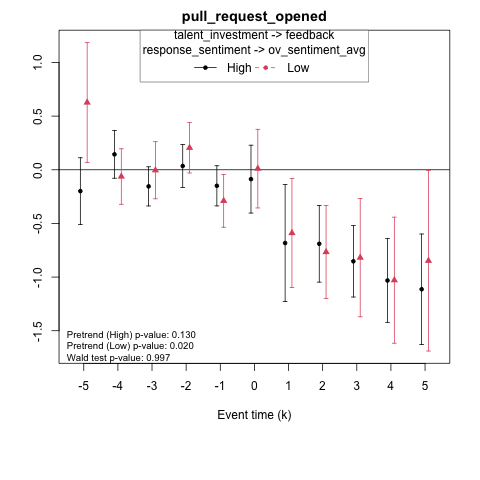 pull_request_opened
talent_investment -> feedback
response_sentiment -> ov_sentiment_avg
High Low
1.0
0.5
0.0
-0.5
-1.0
-1.5
Pretrend (High) p-value: 0.130
Pretrend (Low) p-value: 0.020
Wald test p-value: 0.997
-5 -4 -3 -2 -1 0 1 2 3 4 5
Event time (k)